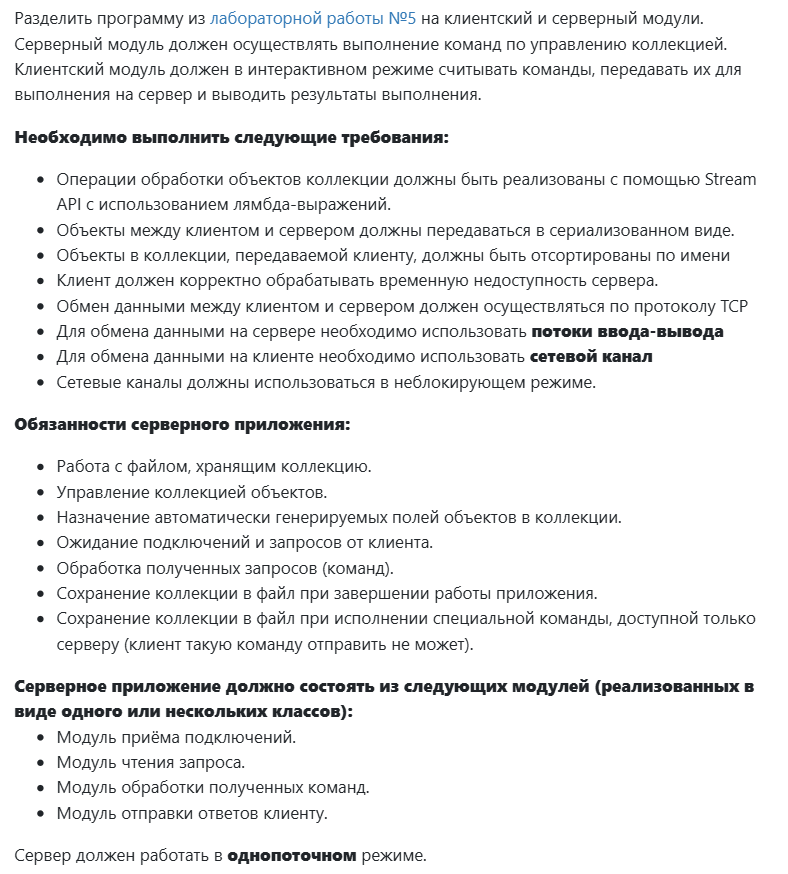 Разделить программу из лабораторной работы №5 на клиентский и серверный модули.
Серверный модуль должен осуществлять выполнение команд по управлению коллекцией.
Клиентский модуль должен в интерактивном режиме считывать команды, передавать их для
выполнения на сервер и выводить результаты выполнения.
Необходимо выполнить следующие требования:
• Операции обработки объектов коллекции должны быть реализованы с помощью Stream
API с использованием лямбда-выражений.
• Объекты между клиентом и сервером должны передаваться в сериализованном виде.
• Объекты в коллекции, передаваемой клиенту, должны быть отсортированы по имени
• Клиент должен корректно обрабатывать временную недоступность сервера.
• Обмен данными между клиентом и сервером должен осуществляться по протоколу TCP
• Для обмена данными на сервере необходимо использовать потоки ввода-вывода
• Для обмена данными на клиенте необходимо использовать сетевой канал
• Сетевые каналы должны использоваться в неблокирующем режиме.
Обязанности серверного приложения:
• Работа с файлом, хранящим коллекцию.
• Управление коллекцией объектов.
• Назначение автоматически генерируемых полей объектов в коллекции.
• Ожидание подключений и запросов от клиента.
• Обработка полученных запросов (команд).
• Сохранение коллекции в файл при завершении работы приложения.
• Сохранение коллекции в файл при исполнении специальной команды, доступной только
серверу (клиент такую команду отправить не может).
Серверное приложение должно состоять из следующих модулей (реализованных в
виде одного или нескольких классов):
• Модуль приёма подключений.
• Модуль чтения запроса.
• Модуль обработки полученных команд.
• Модуль отправки ответов клиенту.
Сервер должен работать в однопоточном режиме.